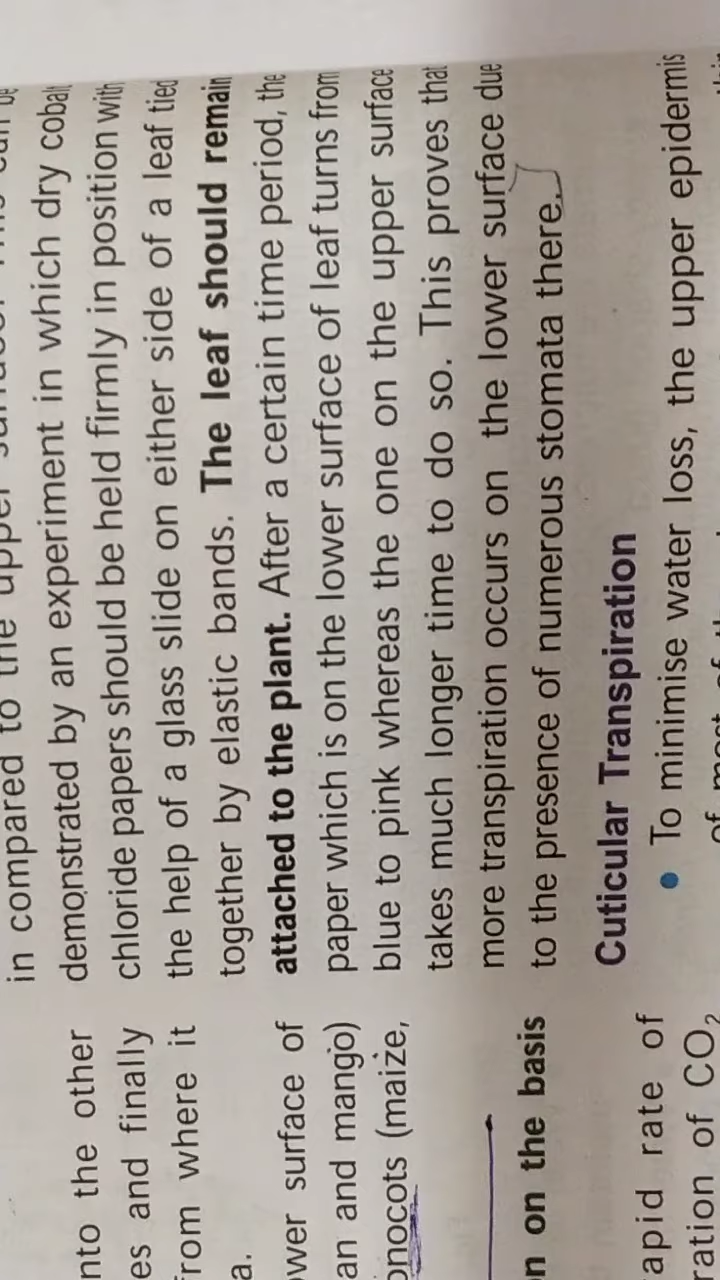 nto the other
es and finally
from where it
a.
ower surface of
an and mango)
onocots (maize,
n on the basis
apid rate of
ration of CO₂
in compared to the upper
demonstrated by an experiment in which dry cobalt
chloride papers should be held firmly in position with
the help of a glass slide on either side of a leaf tied
together by elastic bands. The leaf should remain
attached to the plant. After a certain time period, the
paper which is on the lower surface of leaf turns from
blue to pink whereas the one on the upper surface
takes much longer time to do so. This proves that
more transpiration occurs on the lower surface due
to the presence of numerous stomata there.
Cuticular Transpiration
• To minimise water loss, the upper epidermis
of most of the